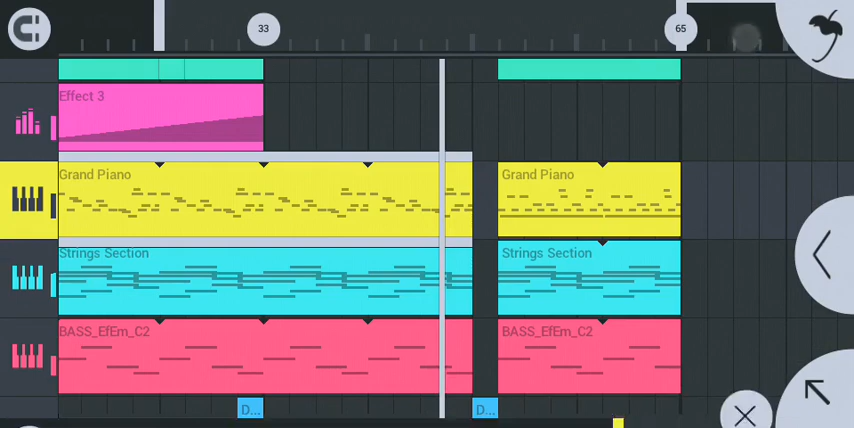 33
65
Effect 3
Grand Piano
Grand Piano
Strings Section
Strings Section
BASS_EfEm_C2
BASS_EfEm_C2
D...
D...